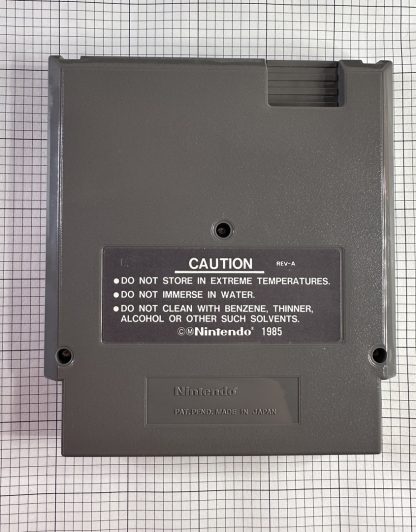 CAUTION REV-A
●DO NOT STORE IN EXTREME TEMPERATURES.
●DO NOT IMMERSE IN WATER.
●DO NOT CLEAN WITH BENZENE, THINNER,
ALCOHOL OR OTHER SUCH SOLVENTS.
©ⓂNintendo® 1985
Nintendo®
PAT. PEND. MADE IN JAPAN